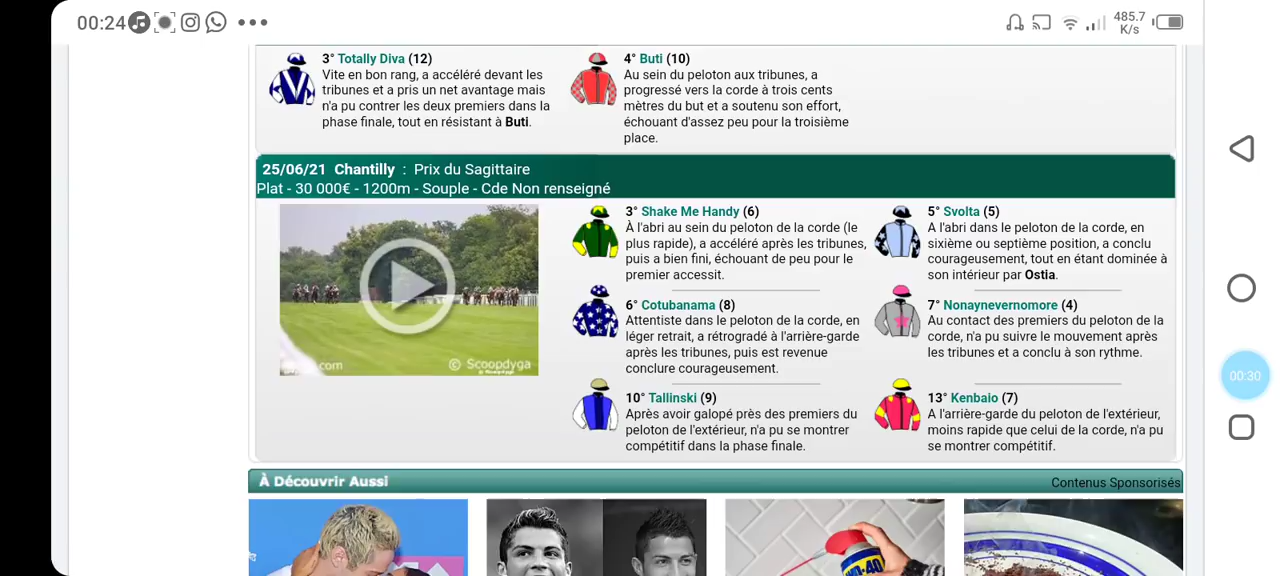 00:24
485.7
K/s
3° Totally Diva (12)
Vite en bon rang, a accéléré devant les
tribunes et a pris un net avantage mais
n'a pu contrer les deux premiers dans la
phase finale, tout en résistant à Buti.
4° Buti (10)
Au sein du peloton aux tribunes, a
progressé vers la corde à trois cents
mètres du but et a soutenu son effort,
échouant d'assez peu pour la troisième
place.
25/06/21 Chantilly : Prix du Sagittaire
Plat - 30 000€ - 1200m - Souple - Cde Non renseigné
.com
© Scoopdyga
3° Shake Me Handy (6)
À l'abri au sein du peloton de la corde (le
plus rapide), a accéléré après les tribunes,
puis a bien fini, échouant de peu pour le
premier accessit.
5° Svolta (5)
A l'abri dans le peloton de la corde, en
sixième ou septième position, a conclu
courageusement, tout en étant dominée à
son intérieur par Ostia.
6° Cotubanama (8)
Attentiste dans le peloton de la corde, en
léger retrait, a rétrogradé à l'arrière-garde
après les tribunes, puis est revenue
conclure courageusement.
7° Nonaynevernomore (4)
Au contact des premiers du peloton de la
corde, n'a pu suivre le mouvement après
les tribunes et a conclu à son rythme.
10° Tallinski (9)
Après avoir galopé près des premiers du
peloton de l'extérieur, n'a pu se montrer
compétitif dans la phase finale.
13° Kenbaio (7)
A l'arrière-garde du peloton de l'extérieur,
moins rapide que celui de la corde, n'a pu
se montrer compétitif.
00:30
À Découvrir Aussi
Contenus Sponsorisés
WD-40